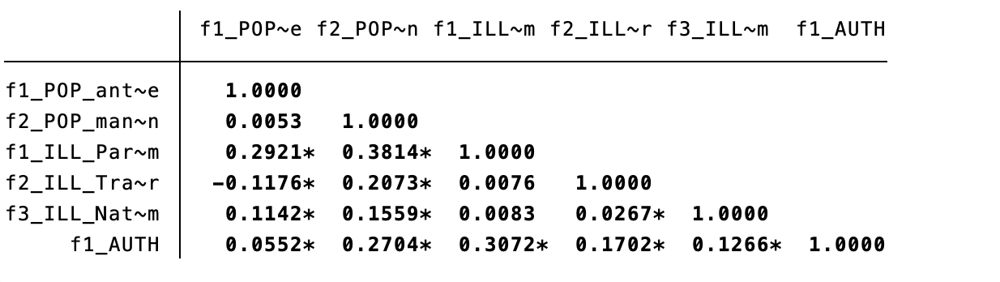 f1_POP~e f2_POP~n f1_ILL~m f2_ILL~r f3_ILL~m f1_AUTH
f1_POP_ant~e 1.0000
f2_POP_man~n 0.0053 1.0000
f1_ILL_Par~m 0.2921* 0.3814* 1.0000
f2_ILL_Tra~r -0.1176* 0.2073* 0.0076 1.0000
f3_ILL_Nat~m 0.1142* 0.1559* 0.0083 0.0267* 1.0000
f1_AUTH 0.0552* 0.2704* 0.3072* 0.1702* 0.1266* 1.0000